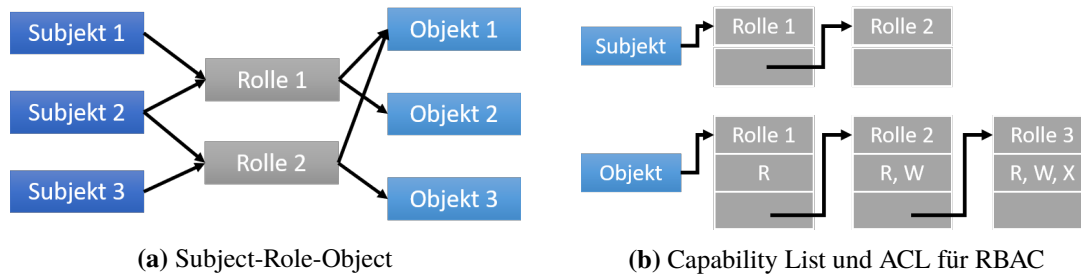 Subjekt 1
Subjekt 2
Subjekt 3
Rolle 1
Rolle 2
Objekt 1
Objekt 2
Objekt 3
(a) Subject-Role-Object
Subjekt
Rolle 1
Rolle 2
Objekt
Rolle 1
R
Rolle 2
R, W
Rolle 3
R, W, X
(b) Capability List und ACL für RBAC